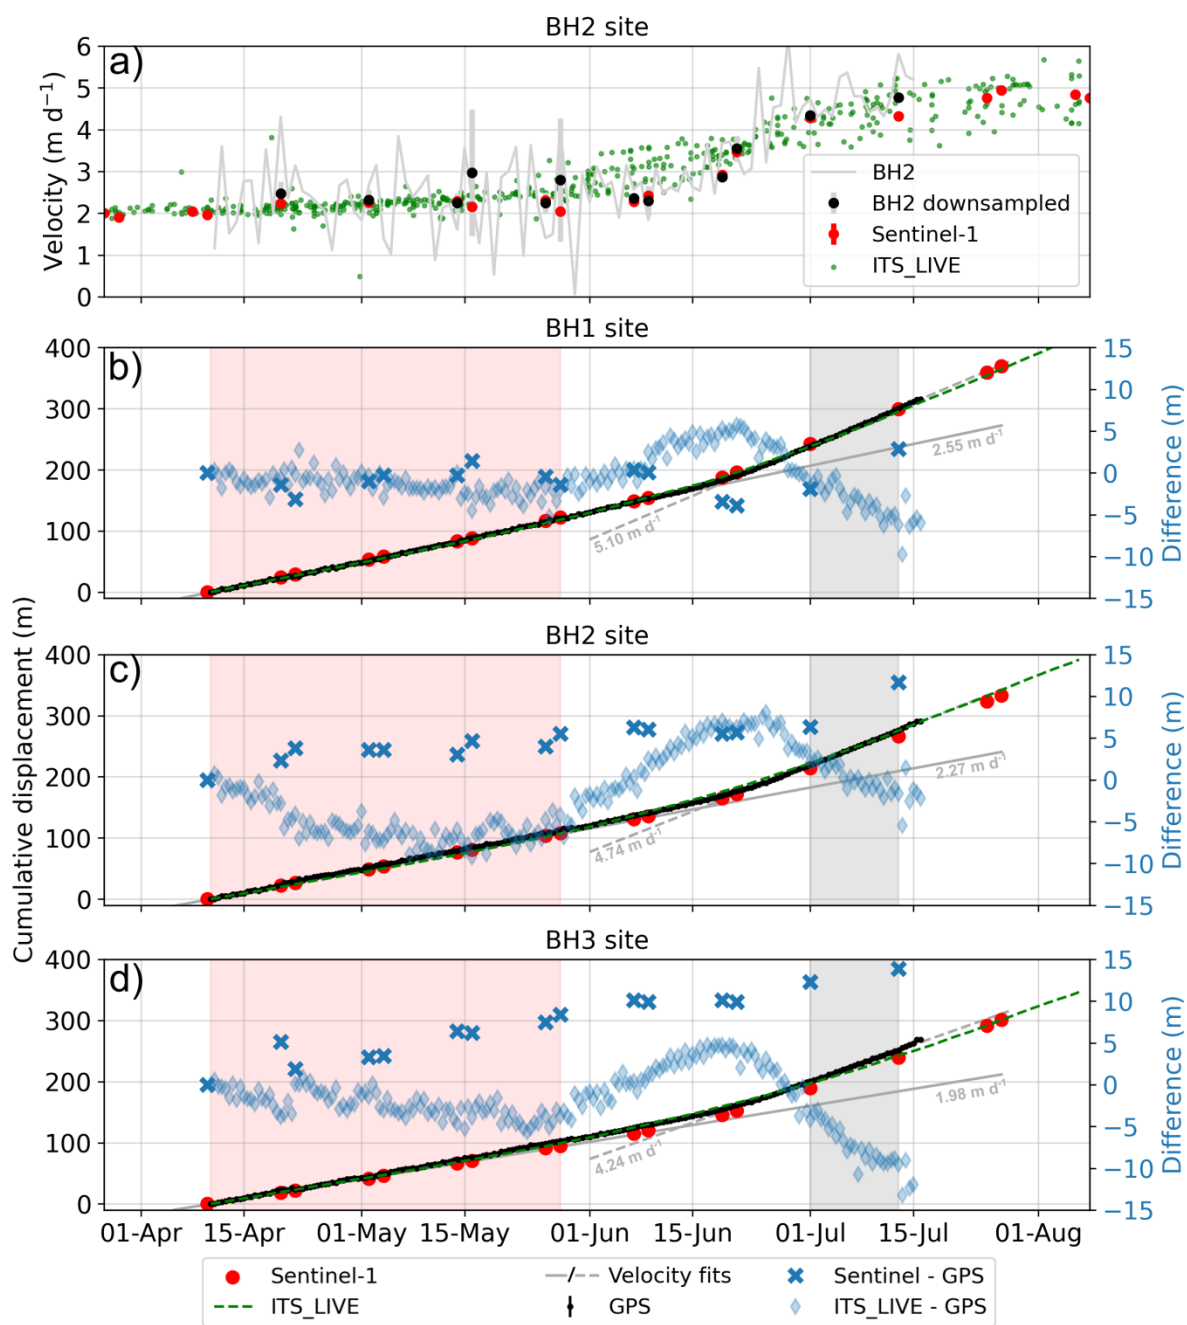 BH2 site
a)
Velocity (m d⁻¹)
6
5
4
3
2
1
0
BH2
BH2 downsampled
Sentinel-1
ITS_LIVE
BH1 site
b)
400
300
200
100
0
15
10
5
0
−5
−10
−15
Difference (m)
2.55 m d⁻¹
5.10 m d⁻¹
Cumulative displacement (m)
BH2 site
c)
400
300
200
100
0
15
10
5
0
−5
−10
−15
Difference (m)
2.27 m d⁻¹
4.74 m d⁻¹
BH3 site
d)
400
300
200
100
0
15
10
5
0
−5
−10
−15
Difference (m)
1.98 m d⁻¹
4.24 m d⁻¹
01-Apr 15-Apr 01-May 15-May 01-Jun 15-Jun 01-Jul 15-Jul 01-Aug
Sentinel-1 Velocity fits Sentinel - GPS
ITS_LIVE GPS ITS_LIVE - GPS